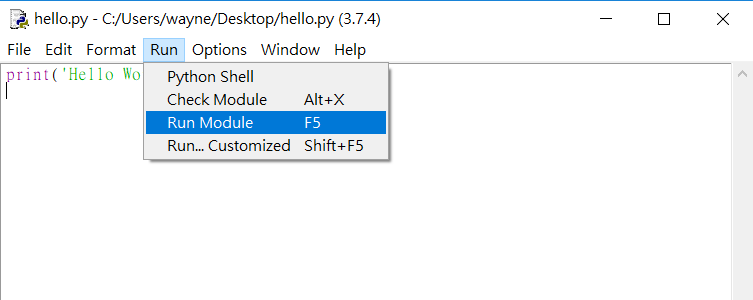 hello.py - C:/Users/wayne/Desktop/hello.py (3.7.4)
File Edit Format Run Options Window Help
print('Hello Wo
Python Shell
Check Module Alt+X
Run Module F5
Run... Customized Shift+F5